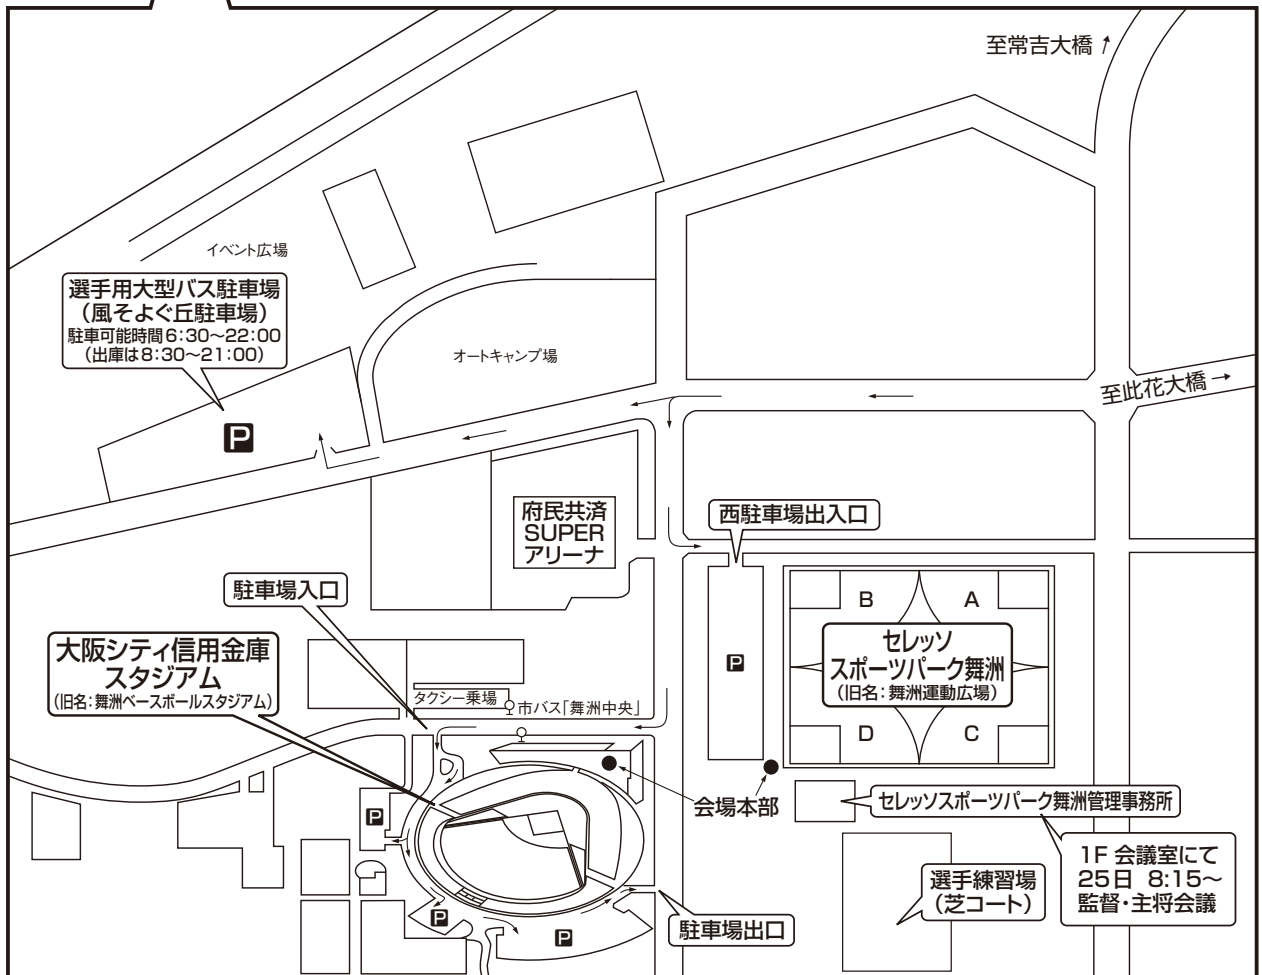 至常吉大橋
イベント広場
選手用大型バス駐車場
（風そよぐ丘駐車場）
駐車可能時間6:30〜22:00
（出庫は8:30〜21:00）
オートキャンプ場
至此花大橋
P
府民共済
SUPER
アリーナ
西駐車場出入口
駐車場入口
B
A
セレッソ
スポーツパーク舞洲
（旧名：舞洲運動広場）
D
C
P
大阪シティ信用金庫
スタジアム
（旧名：舞洲ベースボールスタジアム）
タクシー乗場
市バス「舞洲中央」
会場本部
セレッソスポーツパーク舞洲管理事務所
1F 会議室にて
25日 8:15〜
監督・主将会議
選手練習場
（芝コート）
P
P
P
駐車場出口